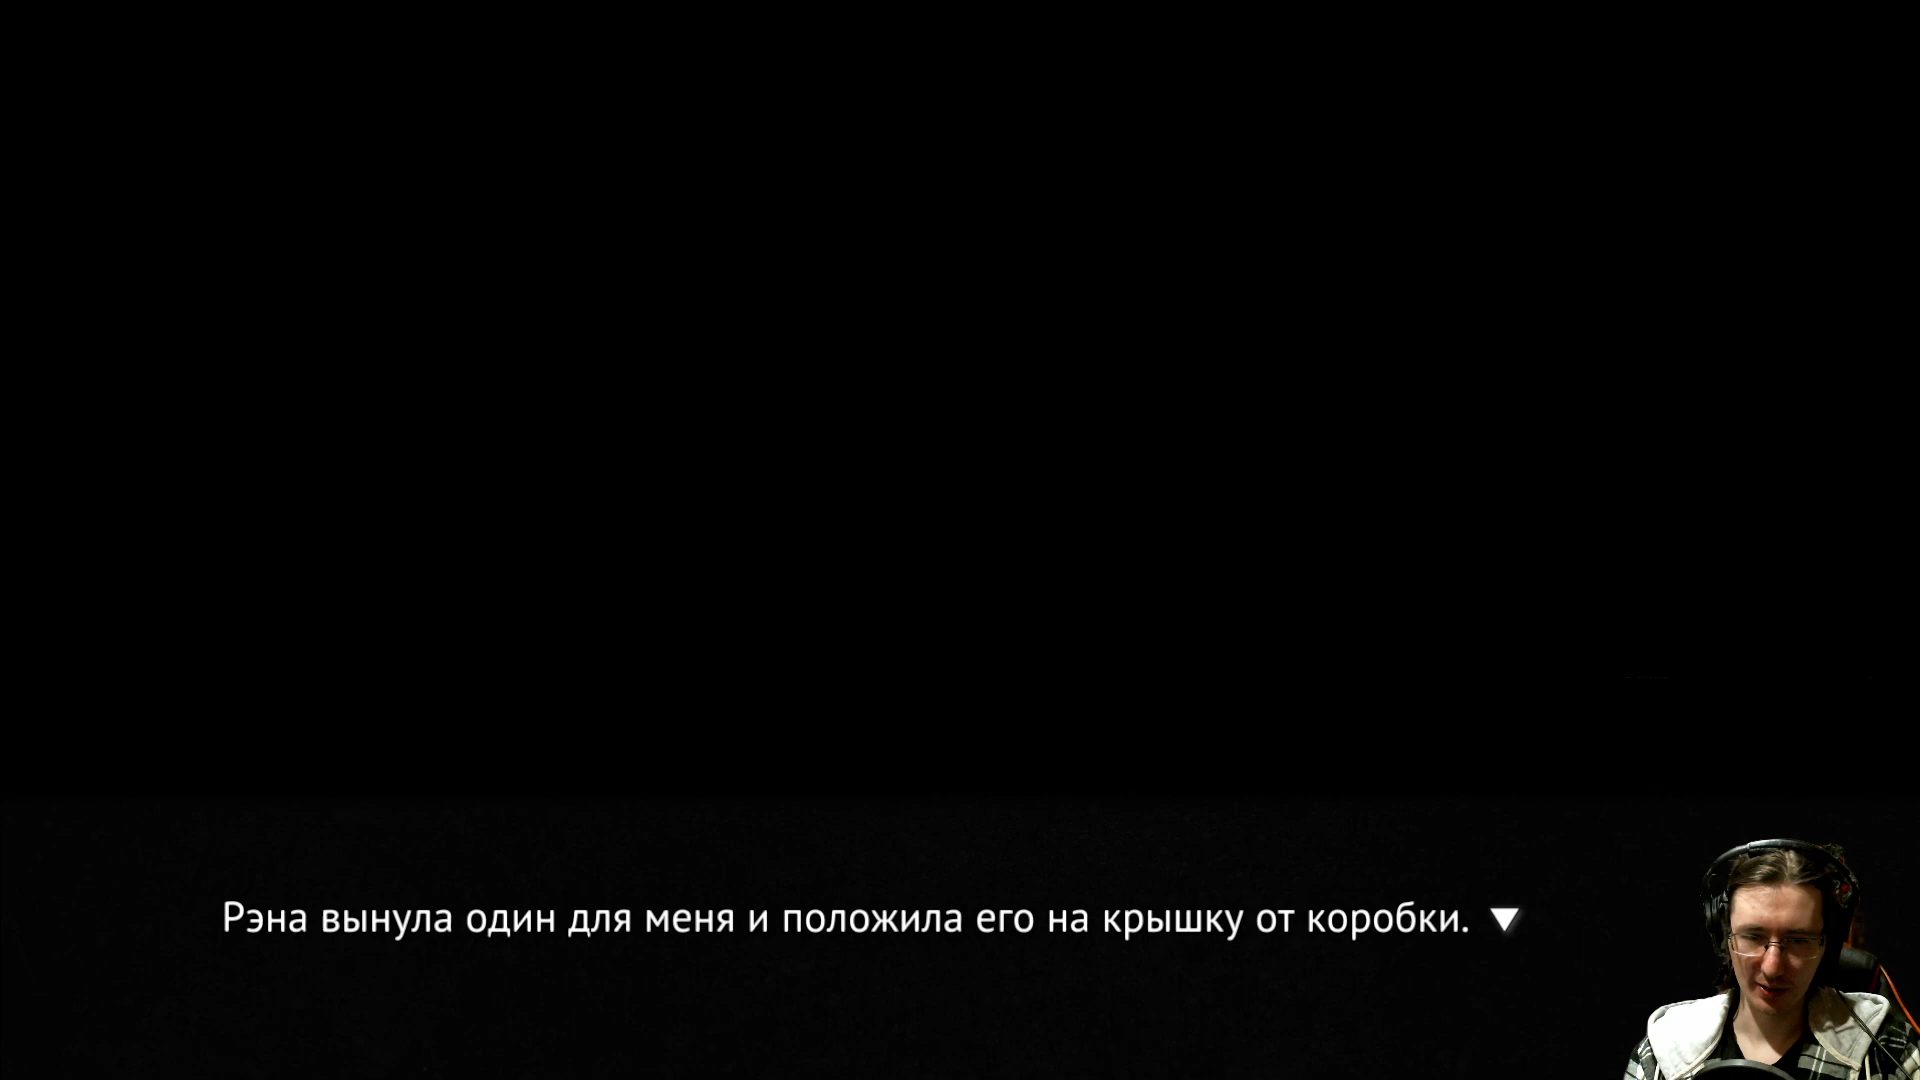 Рэна вынула один для меня и положила его на крышку от коробки.